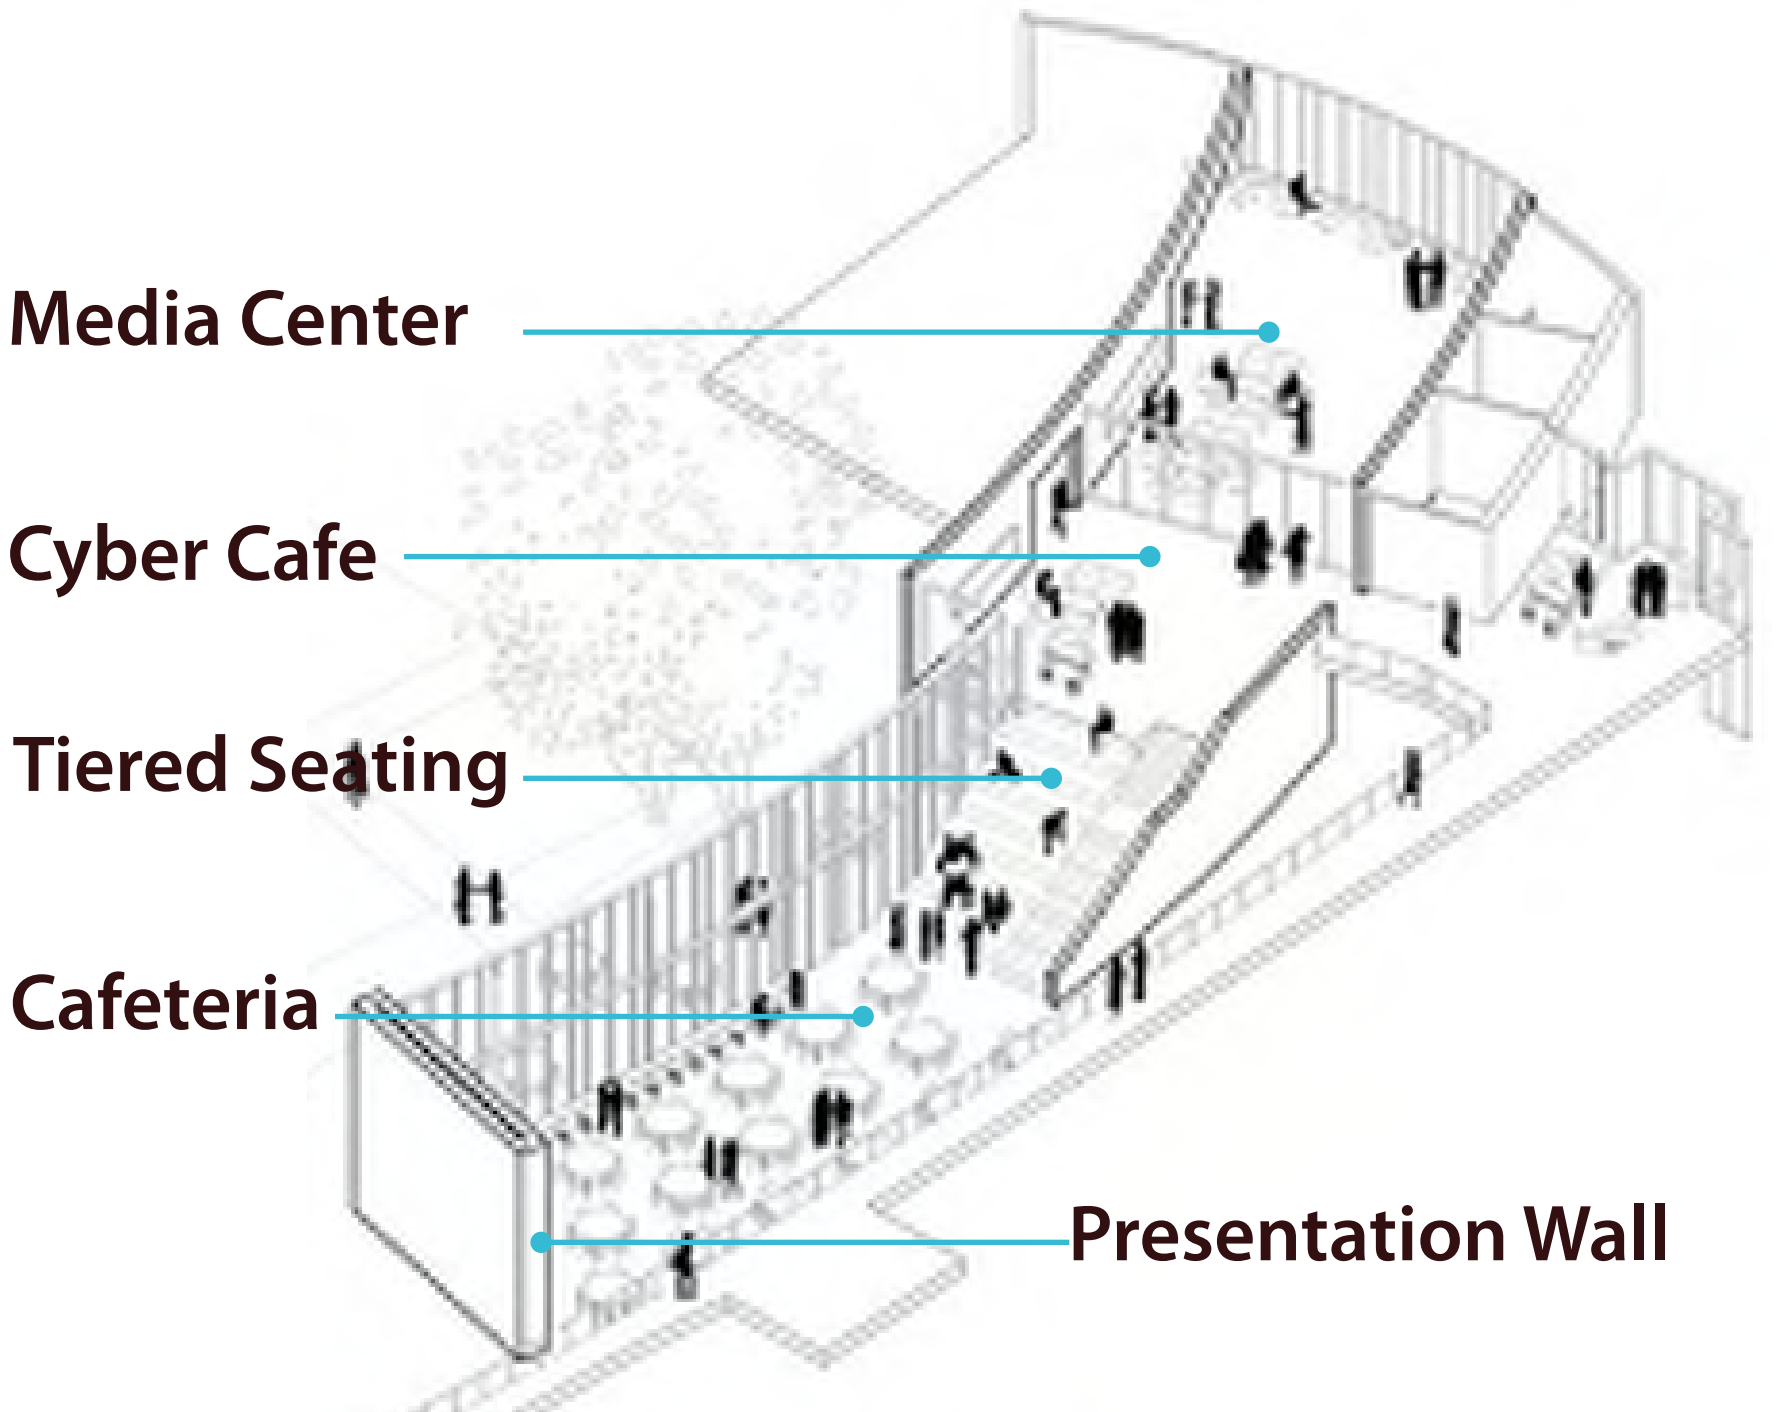 Media Center
Cyber Cafe
Tiered Seating
Cafeteria
Presentation Wall